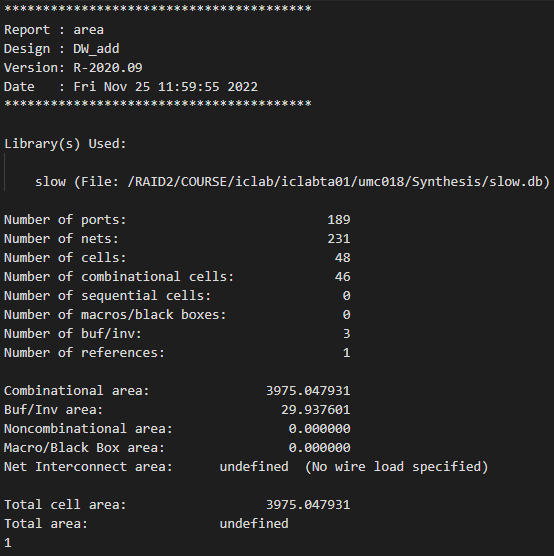 ****************************************
Report : area
Design : DW_add
Version: R-2020.09
Date   : Fri Nov 25 11:59:55 2022
****************************************
Library(s) Used:
slow (File: /RAID2/COURSE/iclab/iclabta01/umc018/Synthesis/slow.db)
Number of ports: 189
Number of nets: 231
Number of cells: 48
Number of combinational cells: 46
Number of sequential cells: 0
Number of macros/black boxes: 0
Number of buf/inv: 3
Number of references: 1
Combinational area: 3975.047931
Buf/Inv area: 29.937601
Noncombinational area: 0.000000
Macro/Black Box area: 0.000000
Net Interconnect area: undefined (No wire load specified)
Total cell area: 3975.047931
Total area: undefined
1